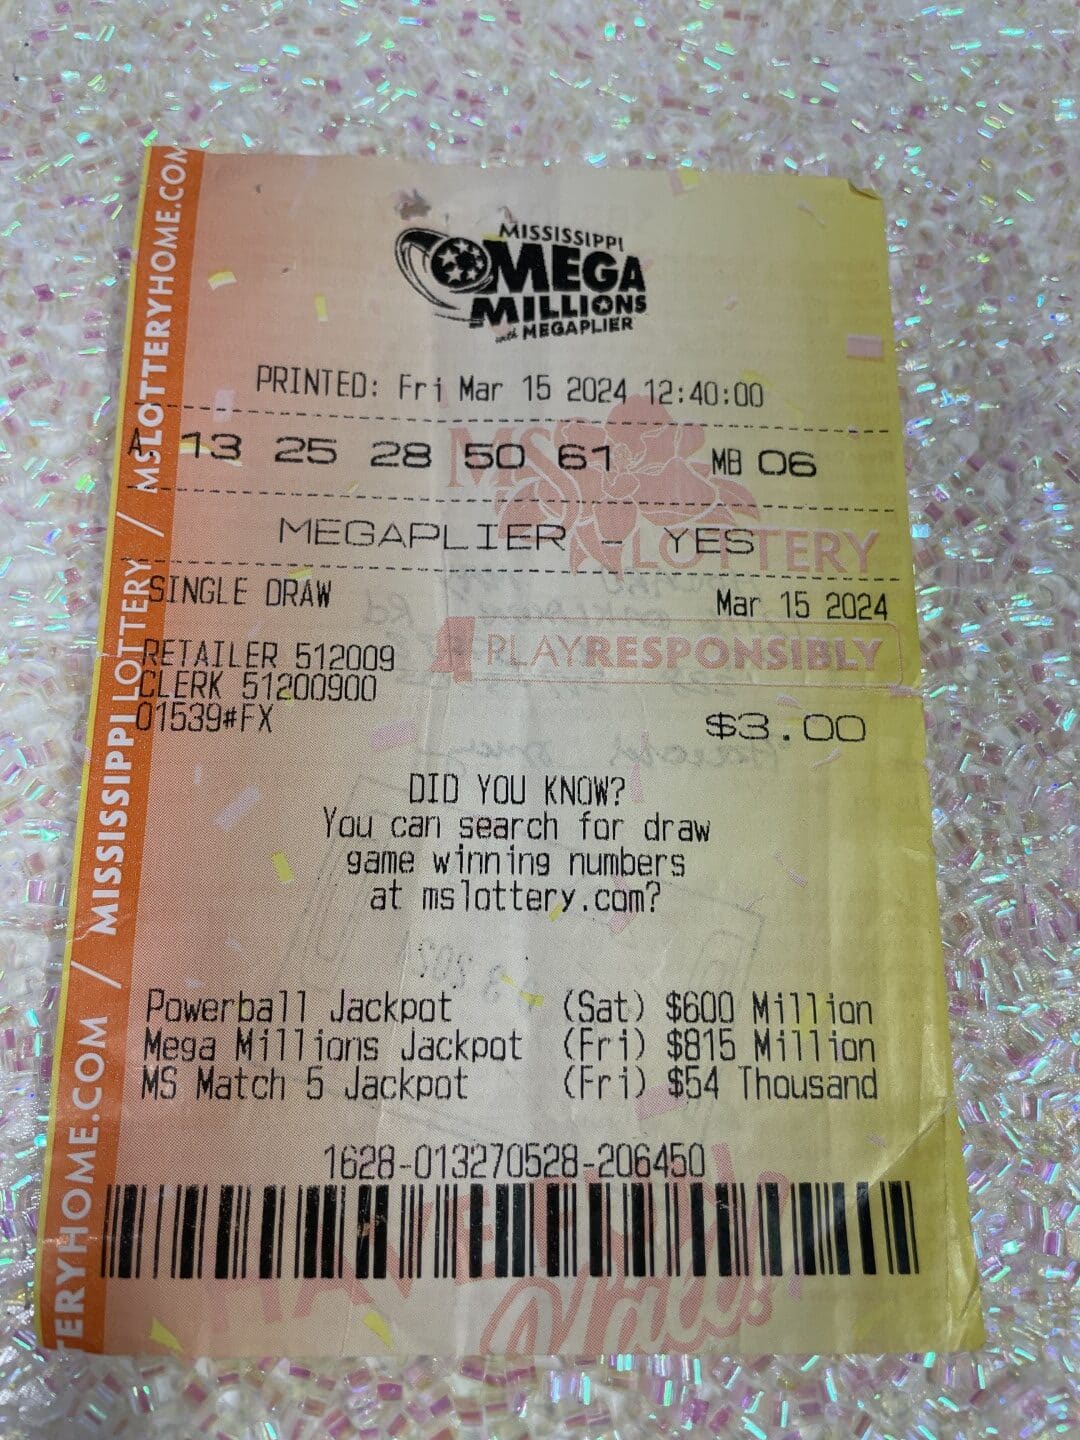 MISSISSIPPI
MEGA
MILLIONS
with MEGAPLIER
PRINTED: Fri Mar 15 2024 12:40:00
A. 13 25 28 50 61 MB 06
MS LOTTERY
MEGAPLIER - YES
SINGLE DRAW Mar 15 2024
PLAYRESPONSIBLY
RETAILER 512009
CLERK 51200900
01539#FX
$3.00
DID YOU KNOW?
You can search for draw
game winning numbers
at mslottery.com?
Powerball Jackpot (Sat) $600 Million
Mega Millions Jackpot (Fri) $815 Million
MS Match 5 Jackpot (Fri) $54 Thousand
1628-013270528-206450
HAVE FUN
Y'all!
TERYHOME.COM / MISSISSIPPI LOTTERY / MSLOTTERYHOME.COM